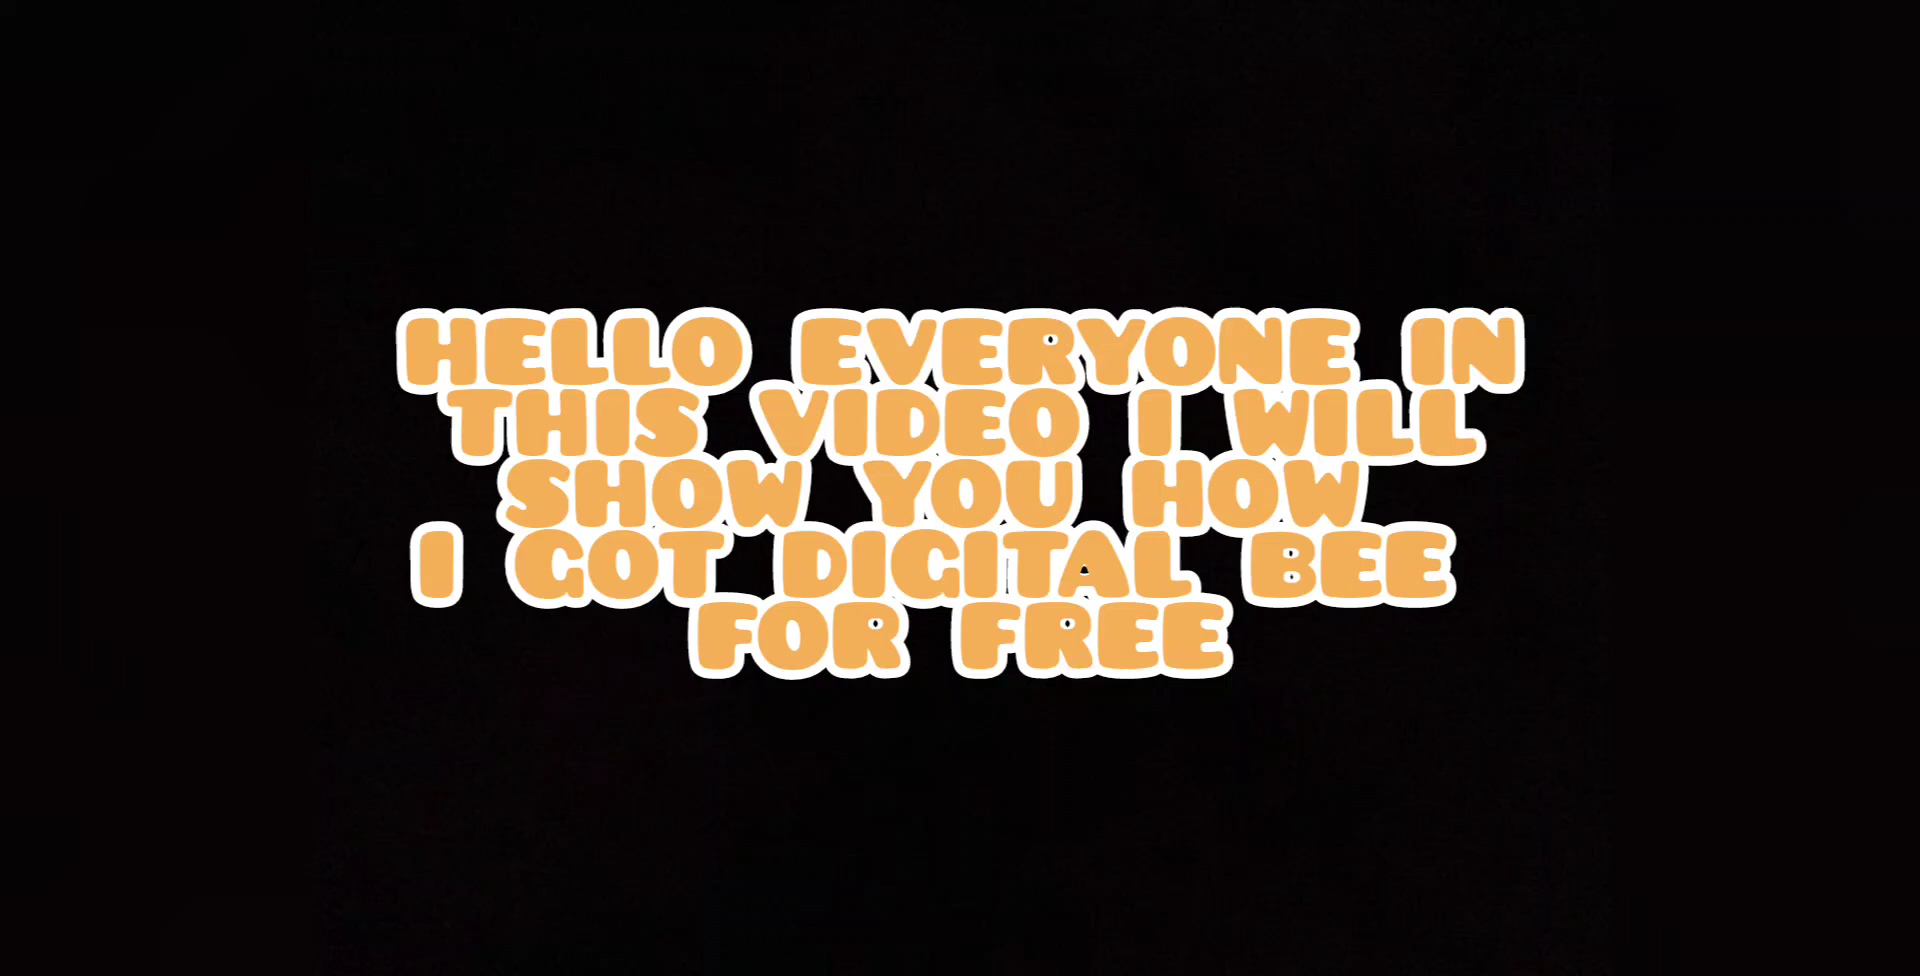 HELLO EVERYONE IN
THIS VIDEO I WILL
SHOW YOU HOW
I GOT DIGITAL BEE
FOR FREE